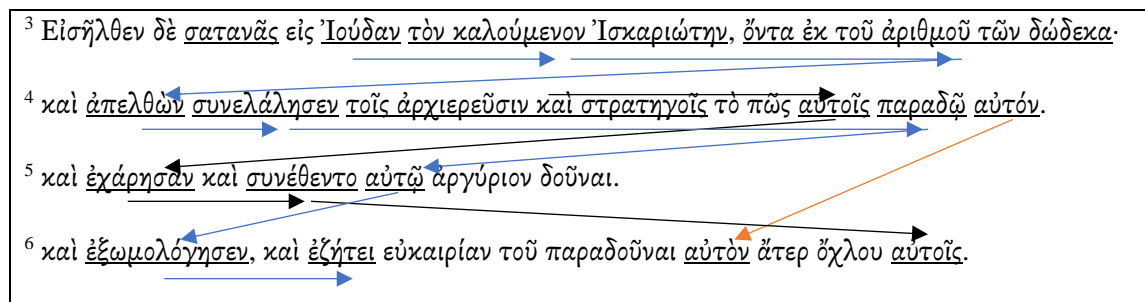 3 Εἰσῆλθεν δὲ σατανᾶς εἰς Ἰούδαν τὸν καλούμενον Ἰσκαριώτην, ὄντα ἐκ τοῦ ἀριθμοῦ τῶν δώδεκα·
4 καὶ ἀπελθὼν συνελάλησεν τοῖς ἀρχιερεῦσιν καὶ στρατηγοῖς τὸ πῶς αὐτοῖς παραδῷ αὐτόν.
5 καὶ ἐχάρησαν καὶ συνέθεντο αὐτῷ ἀργύριον δοῦναι.
6 καὶ ἐξωμολόγησεν, καὶ ἐζήτει εὐκαιρίαν τοῦ παραδοῦναι αὐτὸν ἄτερ ὄχλου αὐτοῖς.